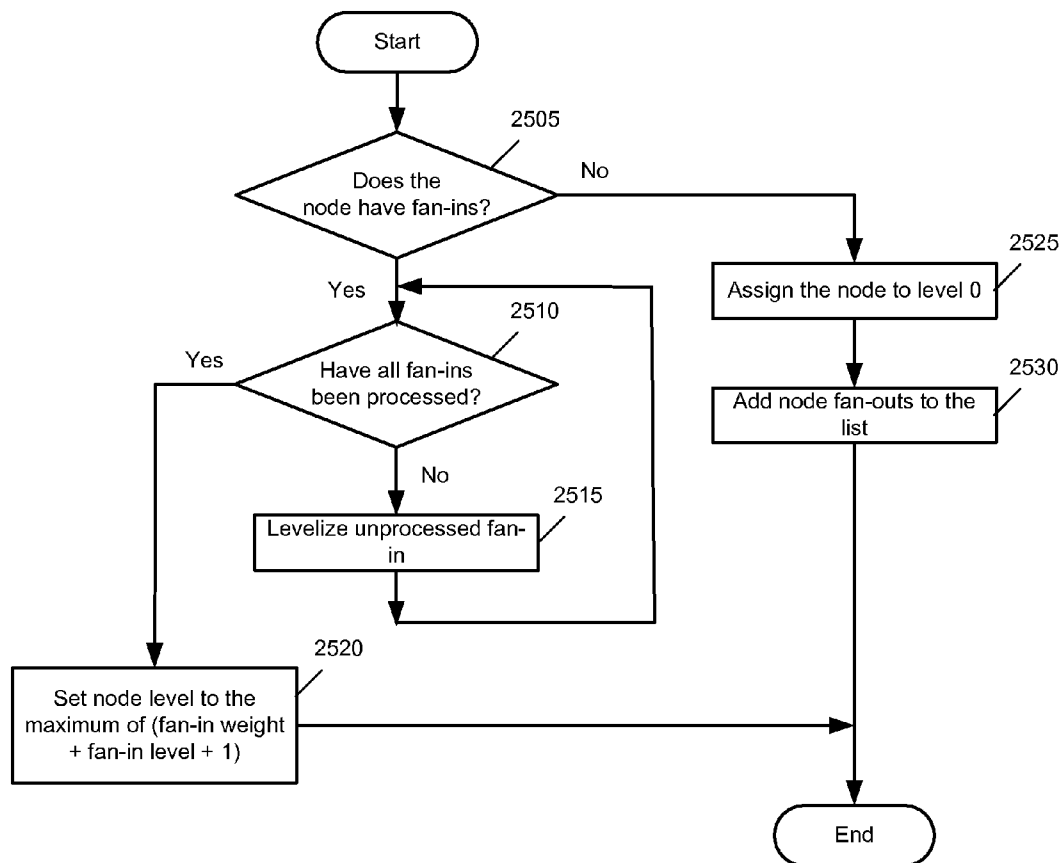 Start
2505
Does the
node have fan-ins?
No
2525
Assign the node to level 0
Yes
2510
Yes
Have all fan-ins
been processed?
2530
Add node fan-outs to the
list
No
2515
Levelize unprocessed fan-
in
2520
Set node level to the
maximum of (fan-in weight
+ fan-in level + 1)
End